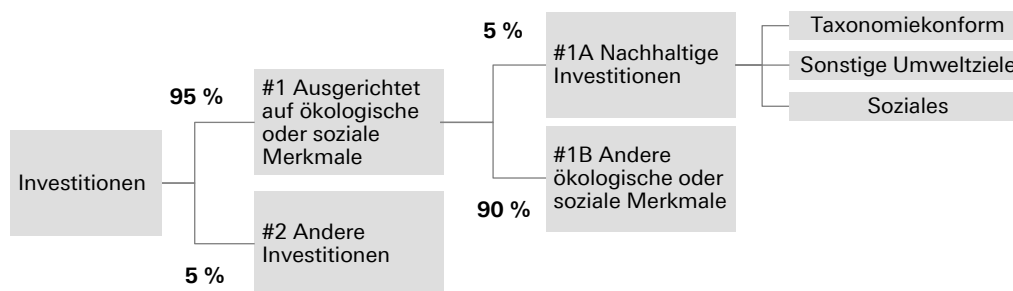 Investitionen
95 %
#1 Ausgerichtet
auf ökologische
oder soziale
Merkmale
5 %
#2 Andere
Investitionen
5 %
#1A Nachhaltige
Investitionen
90 %
#1B Andere
ökologische oder
soziale Merkmale
Taxonomiekonform
Sonstige Umweltziele
Soziales